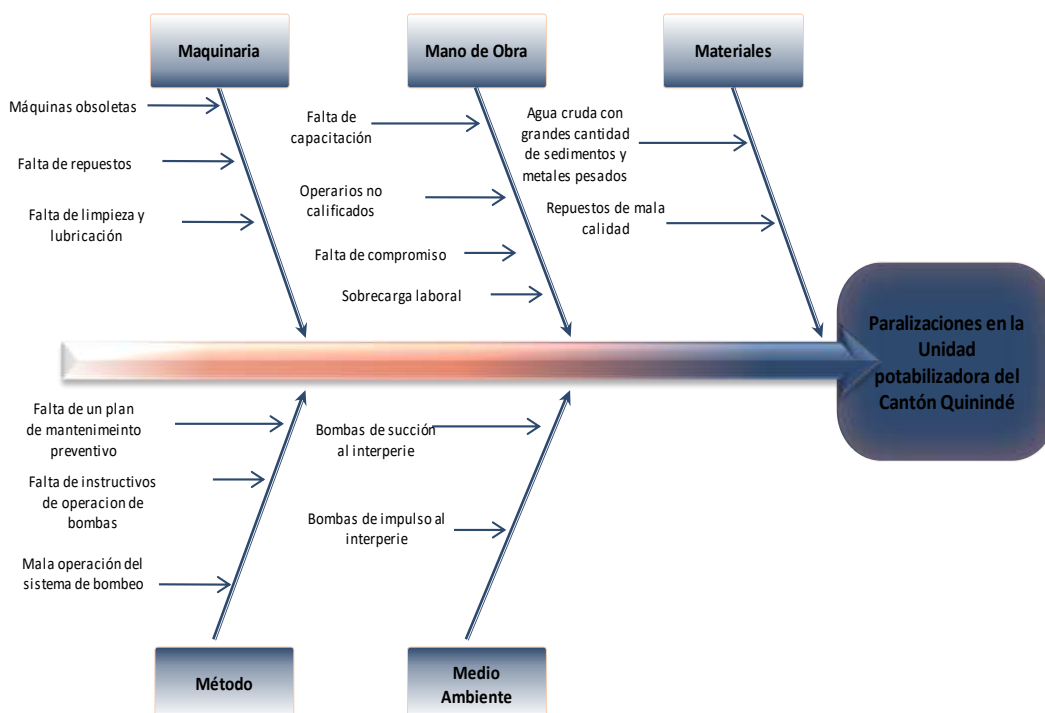 Maquinaria
Mano de Obra
Materiales
Máquinas obsoletas
Falta de repuestos
Falta de limpieza y
lubricación
Falta de
capacitación
Operarios no
calificados
Falta de compromiso
Sobrecarga laboral
Agua cruda con
grandes cantidad
de sedimentos y
metales pesados
Repuestos de mala
calidad
Paralizaciones en la
Unidad
potabilizadora del
Cantón Quinindé
Falta de un plan
de mantenimeinto
preventivo
Falta de instructivos
de operacion de
bombas
Mala operación del
sistema de bombeo
Bombas de succión
al interperie
Bombas de impulso al
interperie
Método
Medio
Ambiente